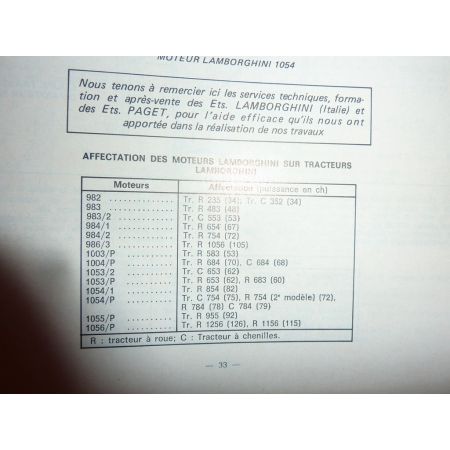 MOTEUR LAMBORGHINI 1054
Nous tenons à remercier ici les services techniques, forma-
tion et après-vente des Ets. LAMBORGHINI (Italie) et
des Ets. PAGET, pour l'aide efficace qu'ils nous ont
apportée dans la réalisation de nos travaux
AFFECTATION DES MOTEURS LAMBORGHINI SUR TRACTEURS
LAMBORGHINI
Moteurs Affectation (puissance en ch)
982 .............. Tr. R 235 (34); Tr. C 352 (34)
983 .............. Tr. R 483 (48)
983/2 ............ Tr. C 553 (53)
984/1 ............ Tr. R 654 (67)
984/2 ............ Tr. R 754 (72)
986/3 ............ Tr. R 1056 (105)
1003/P ........... Tr. R 583 (53)
1004/P ........... Tr. R 684 (70), C 684 (68)
1053/2 ........... Tr. C 653 (62)
1053/P ........... Tr. R 653 (62), R 683 (60)
1054/1 ........... Tr. R 854 (82)
1054/P ........... Tr. C 754 (75), R 754 (2e modèle) (72),
R 784 (78) C 784 (79)
1055/P ........... Tr. R 955 (92)
1056/P ........... Tr. R 1256 (126), R 1156 (115)
R : tracteur à roue; C : Tracteur à chenilles.
— 33 —